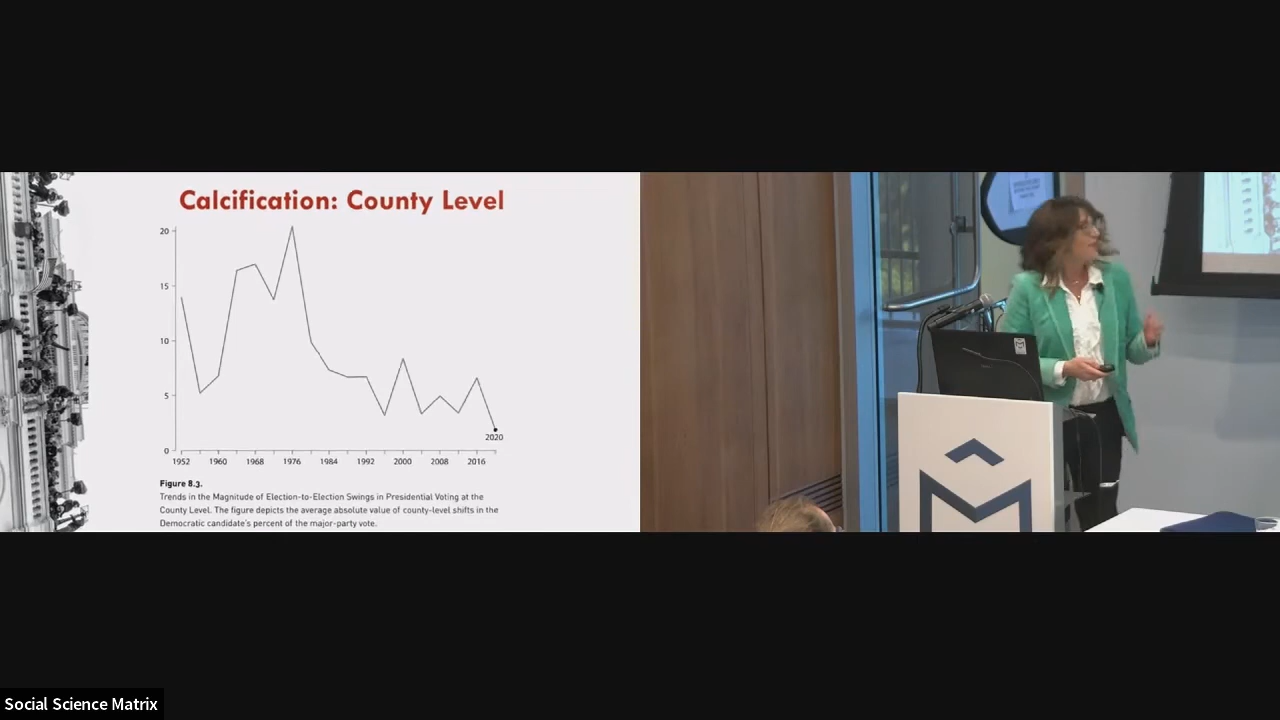 Calcification: County Level
20
15
10
5
0
2020
1952 1960 1968 1976 1984 1992 2000 2008 2016
Figure 8.3.
Trends in the Magnitude of Election-to-Election Swings in Presidential Voting at the
County Level. The figure depicts the average absolute value of county-level shifts in the
Democratic candidate's percent of the major-party vote.
Social Science Matrix